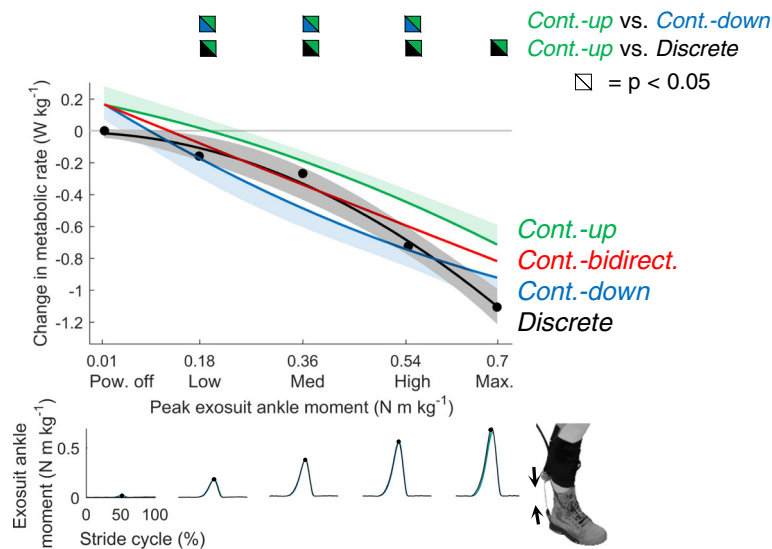 Cont.-up vs. Cont.-down
Cont.-up vs. Discrete
= p < 0.05
Change in metabolic rate (W kg⁻¹)
0.2
0
-0.2
-0.4
-0.6
-0.8
-1
-1.2
Cont.-up
Cont.-bidirect.
Cont.-down
Discrete
0.01 0.18 0.36 0.54 0.7
Pow. off Low Med High Max.
Peak exosuit ankle moment (N m kg⁻¹)
Exosuit ankle
moment (N m kg⁻¹)
0.5
0
0 50 100
Stride cycle (%)